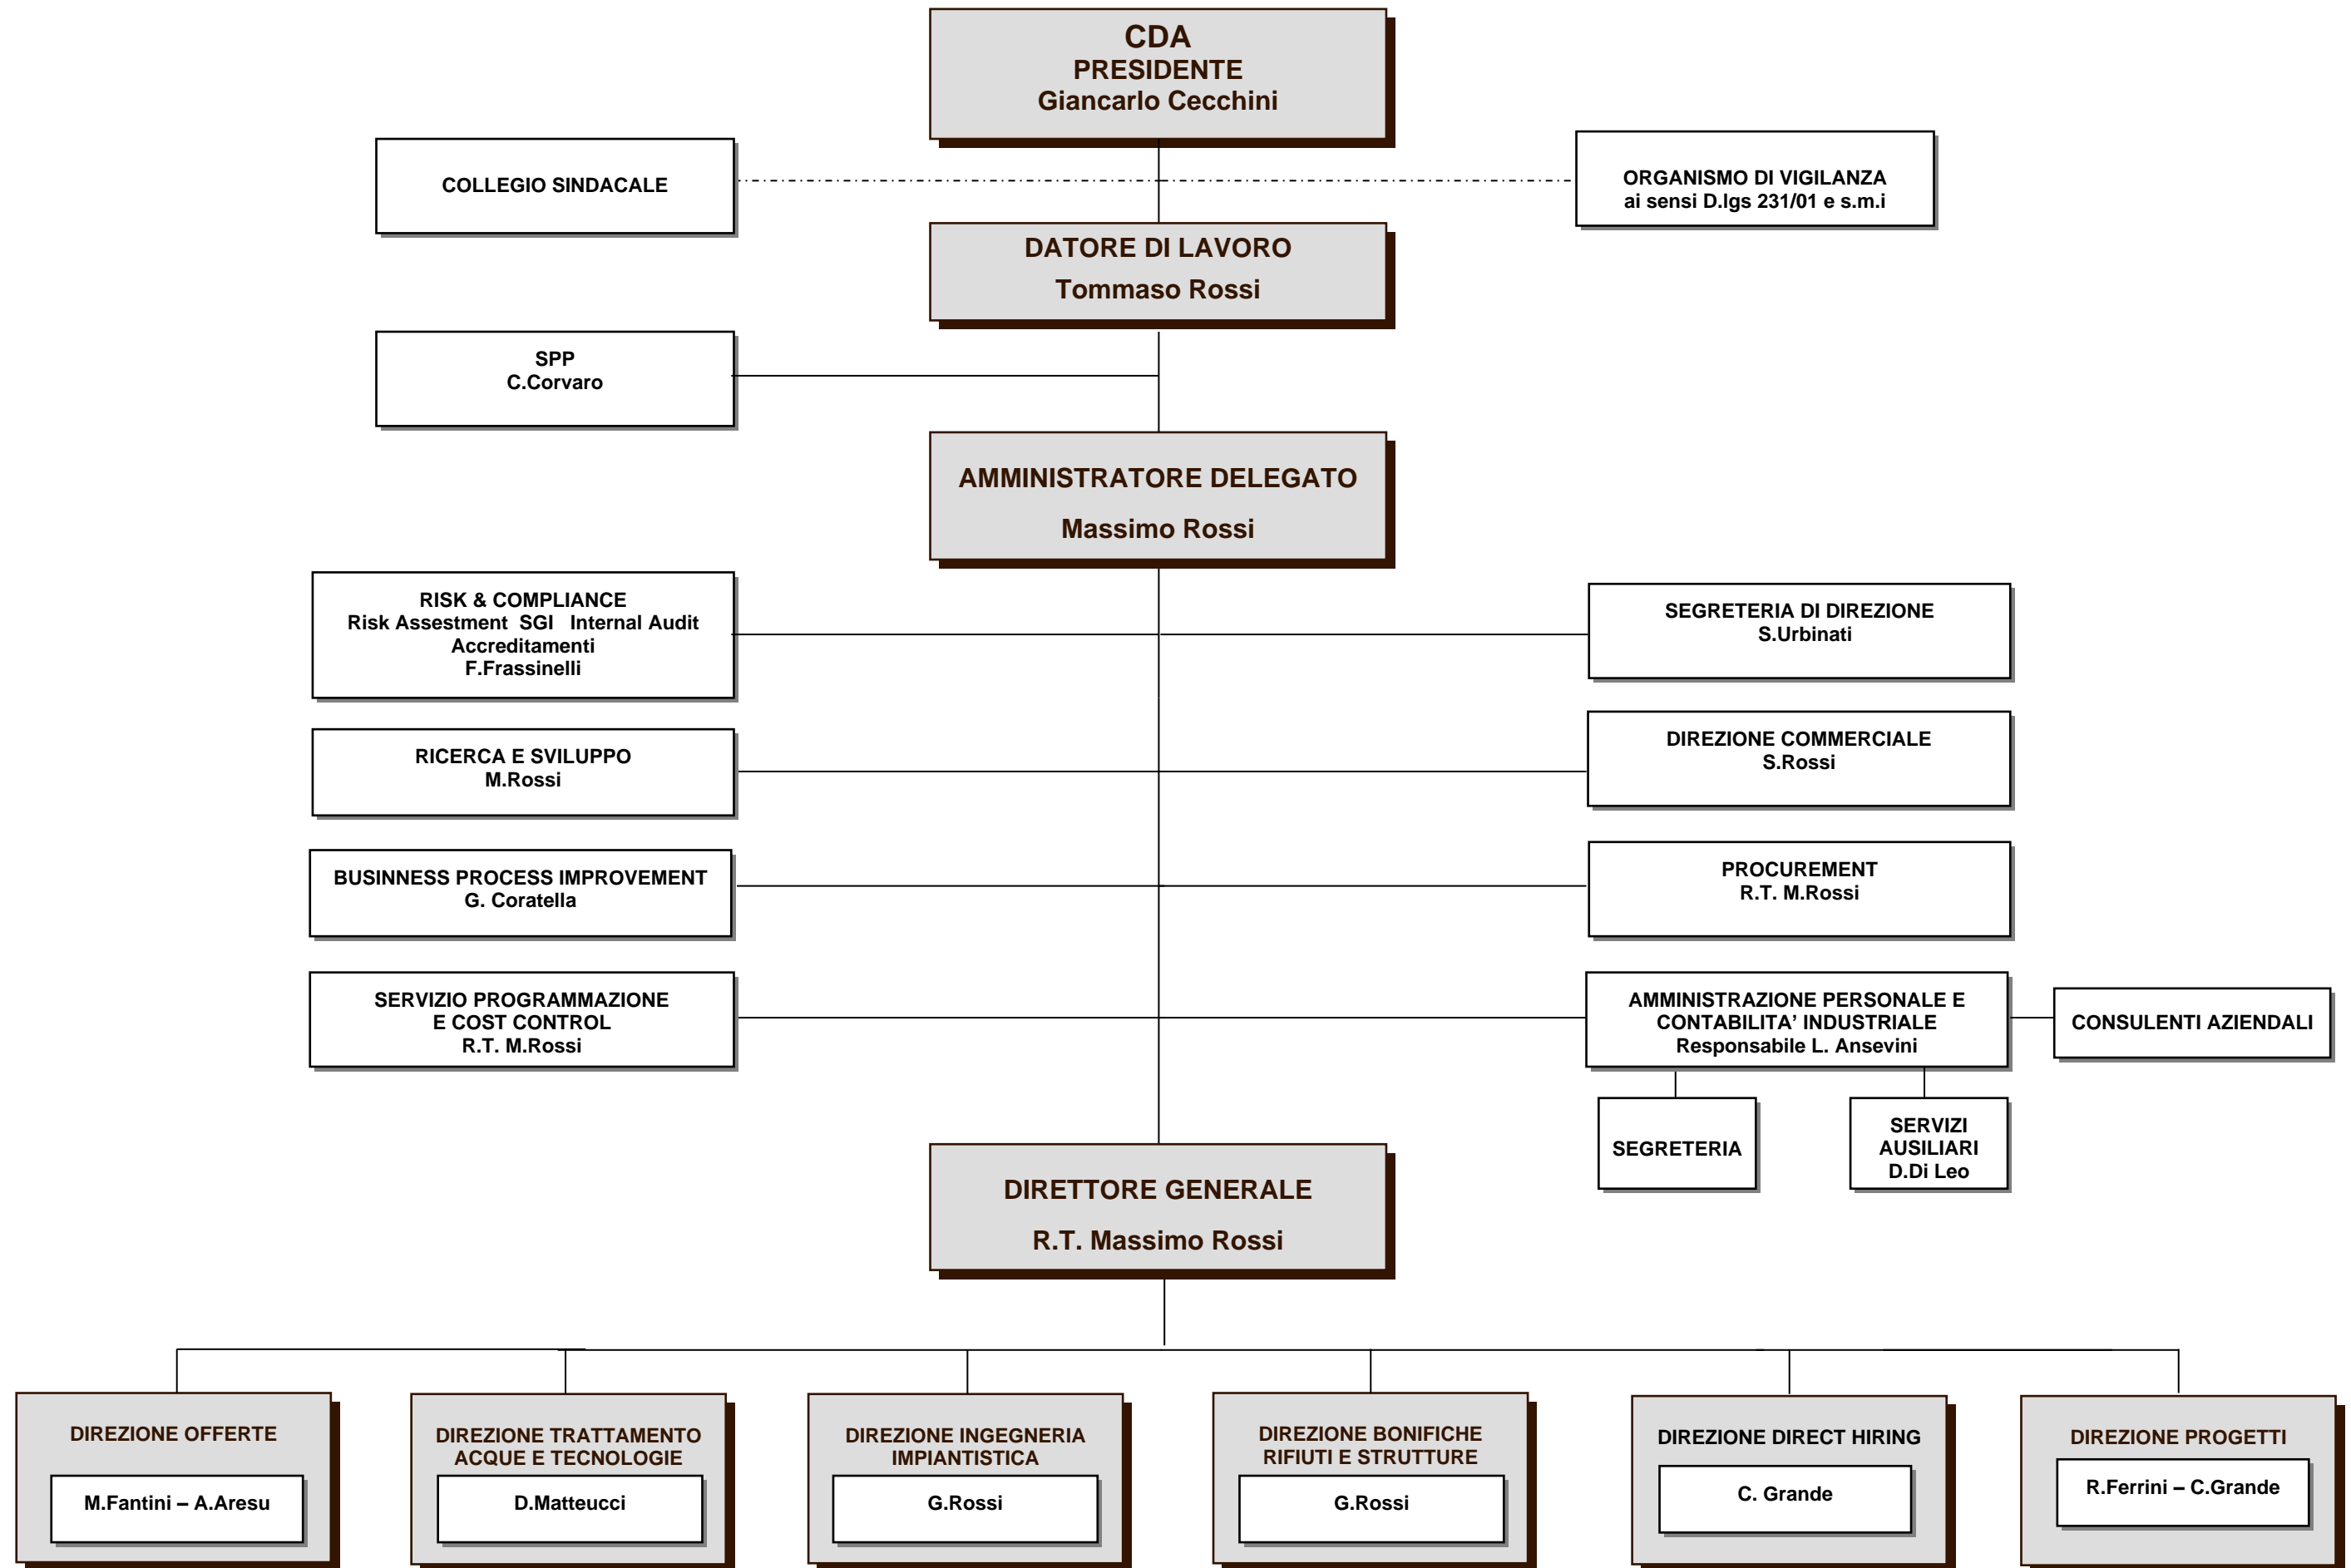 CDA
PRESIDENTE
Giancarlo Cecchini
COLLEGIO SINDACALE
ORGANISMO DI VIGILANZA
ai sensi D.lgs 231/01 e s.m.i
DATORE DI LAVORO
Tommaso Rossi
SPP
C.Corvaro
AMMINISTRATORE DELEGATO
Massimo Rossi
RISK & COMPLIANCE
Risk Assestment SGI Internal Audit
Accreditamenti
F.Frassinelli
SEGRETERIA DI DIREZIONE
S.Urbinati
RICERCA E SVILUPPO
M.Rossi
DIREZIONE COMMERCIALE
S.Rossi
BUSINNESS PROCESS IMPROVEMENT
G. Coratella
PROCUREMENT
R.T. M.Rossi
SERVIZIO PROGRAMMAZIONE
E COST CONTROL
R.T. M.Rossi
AMMINISTRAZIONE PERSONALE E
CONTABILITA’ INDUSTRIALE
Responsabile L. Ansevini
CONSULENTI AZIENDALI
SEGRETERIA
SERVIZI
AUSILIARI
D.Di Leo
DIRETTORE GENERALE
R.T. Massimo Rossi
DIREZIONE OFFERTE
M.Fantini – A.Aresu
DIREZIONE TRATTAMENTO
ACQUE E TECNOLOGIE
D.Matteucci
DIREZIONE INGEGNERIA
IMPIANTISTICA
G.Rossi
DIREZIONE BONIFICHE
RIFIUTI E STRUTTURE
G.Rossi
DIREZIONE DIRECT HIRING
C. Grande
DIREZIONE PROGETTI
R.Ferrini – C.Grande